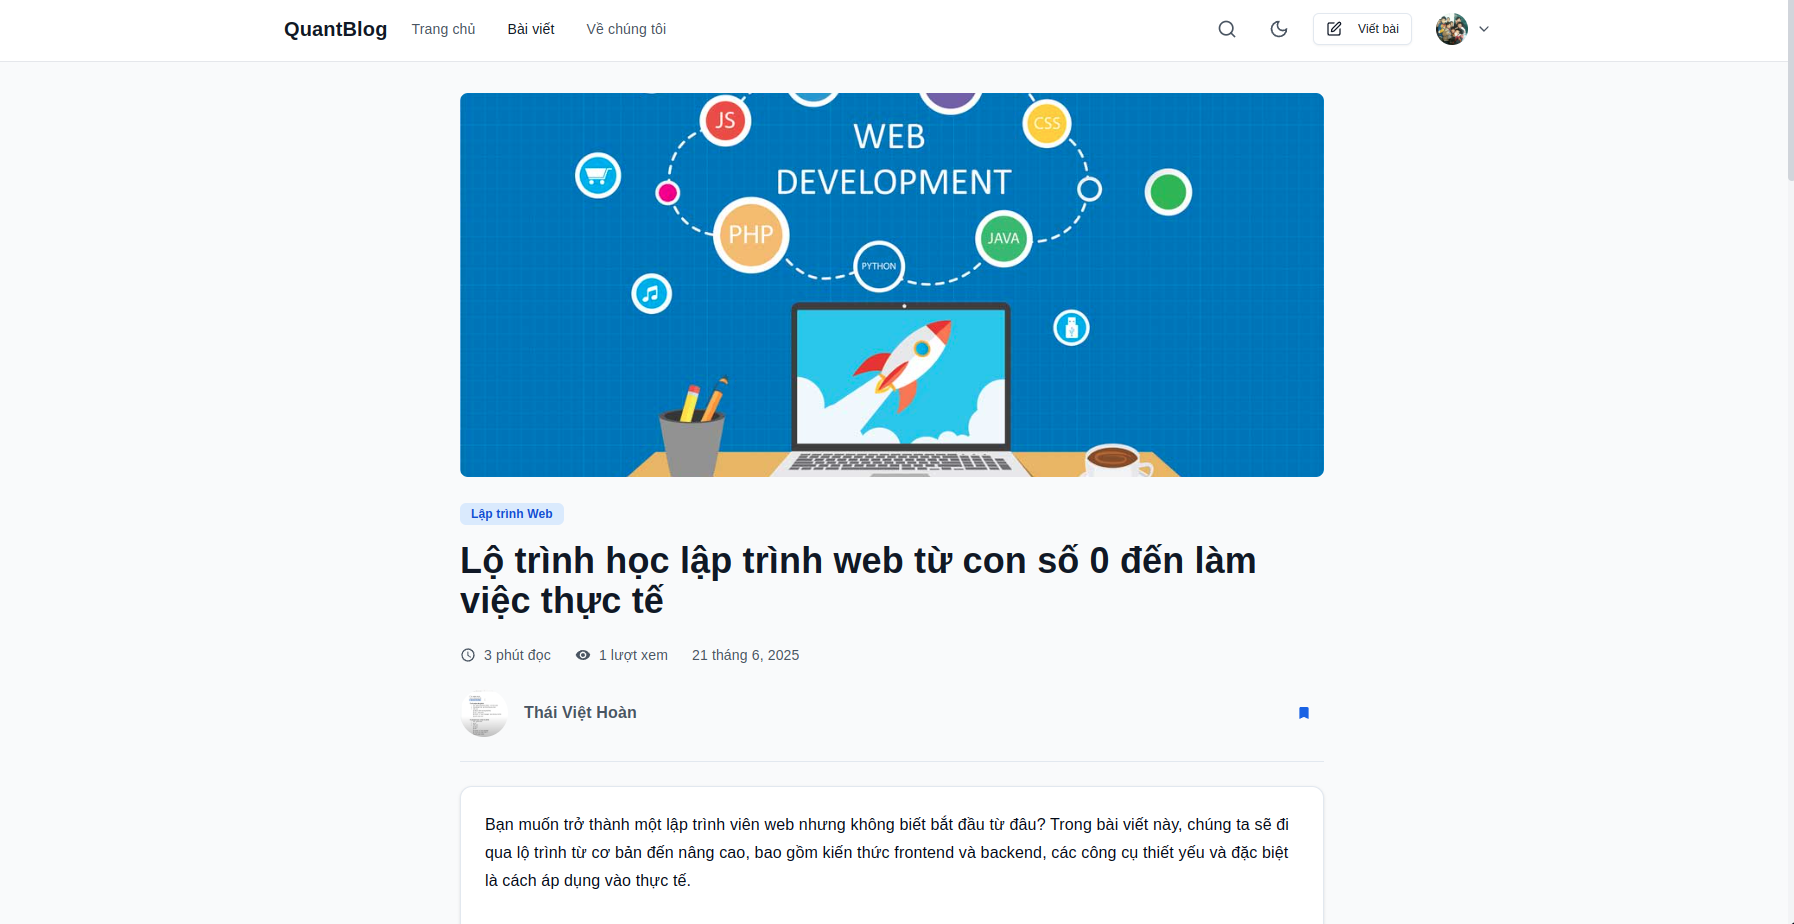 QuantBlog Trang chủ Bài viết Về chúng tôi Viết bài
JS
CSS
WEB
DEVELOPMENT
PHP
JAVA
PYTHON
Lập trình Web
Lộ trình học lập trình web từ con số 0 đến làm
việc thực tế
3 phút đọc 1 lượt xem 21 tháng 6, 2025
Thái Việt Hoàn
Bạn muốn trở thành một lập trình viên web nhưng không biết bắt đầu từ đâu? Trong bài viết này, chúng ta sẽ đi
qua lộ trình từ cơ bản đến nâng cao, bao gồm kiến thức frontend và backend, các công cụ thiết yếu và đặc biệt
là cách áp dụng vào thực tế.